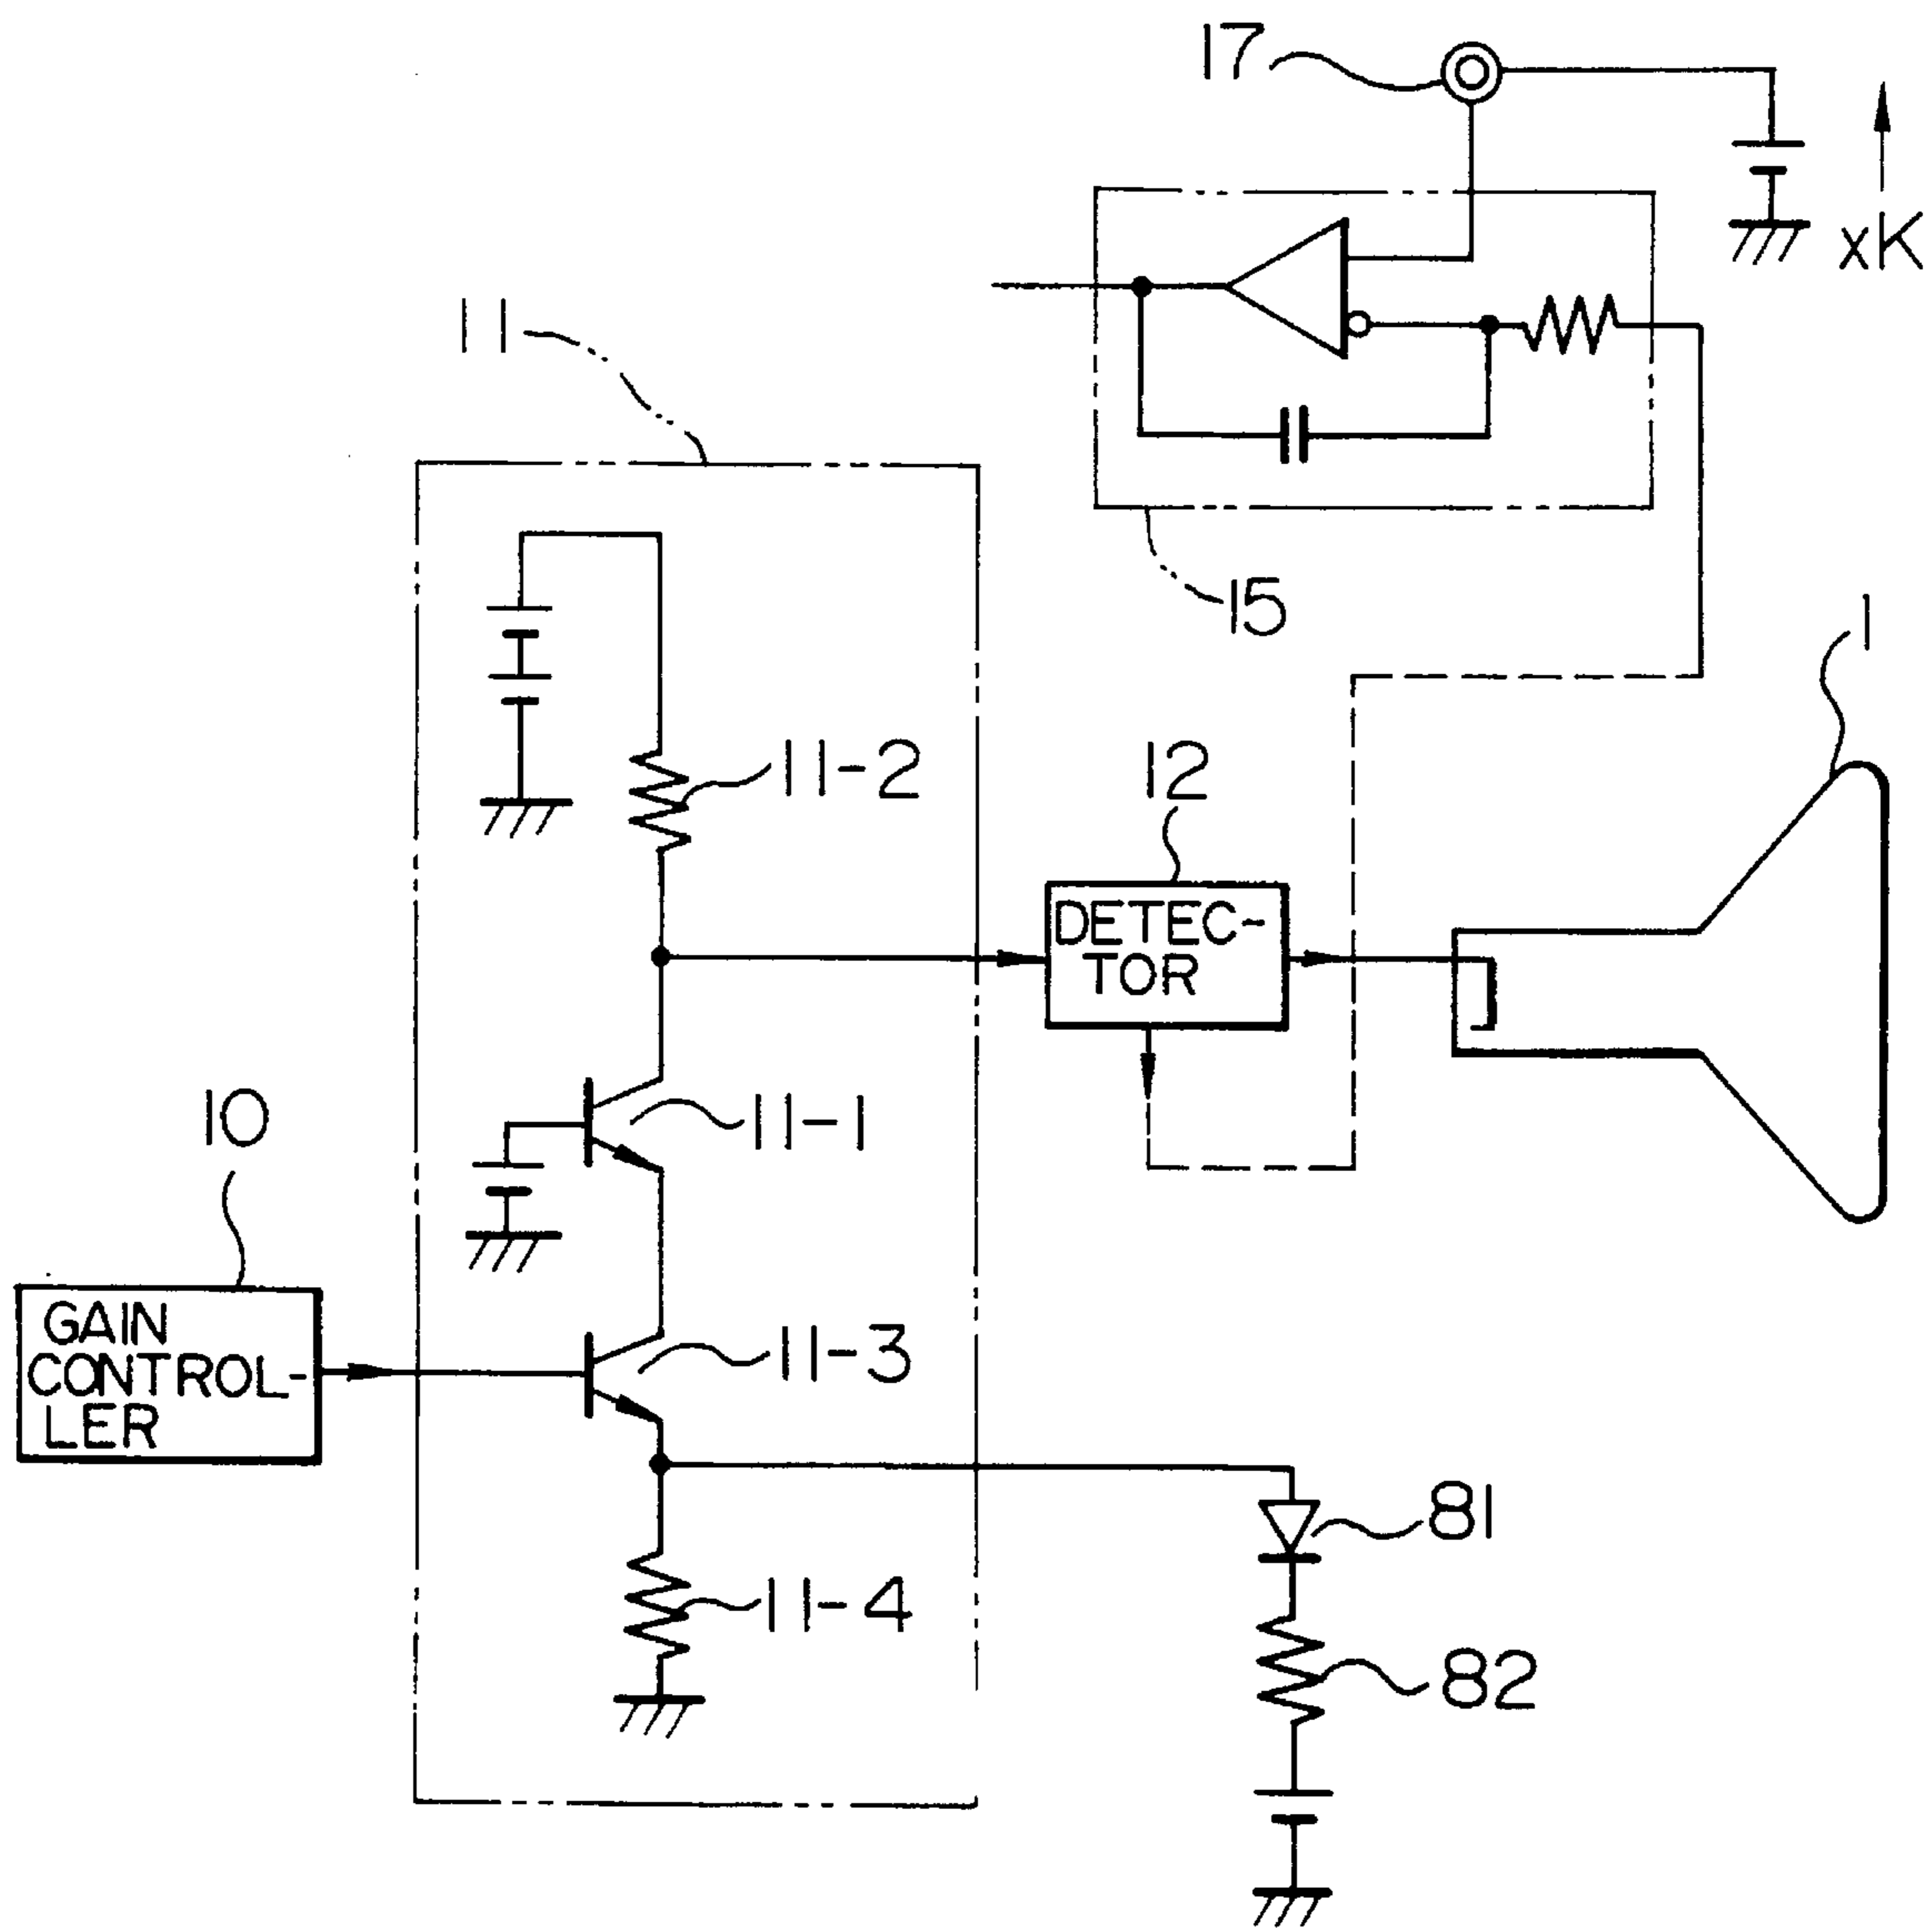 17
xK
11
15
1
11-2
12
DETEC-
TOR
10
11-1
GAIN
CONTROL-
LER
11-3
81
11-4
82